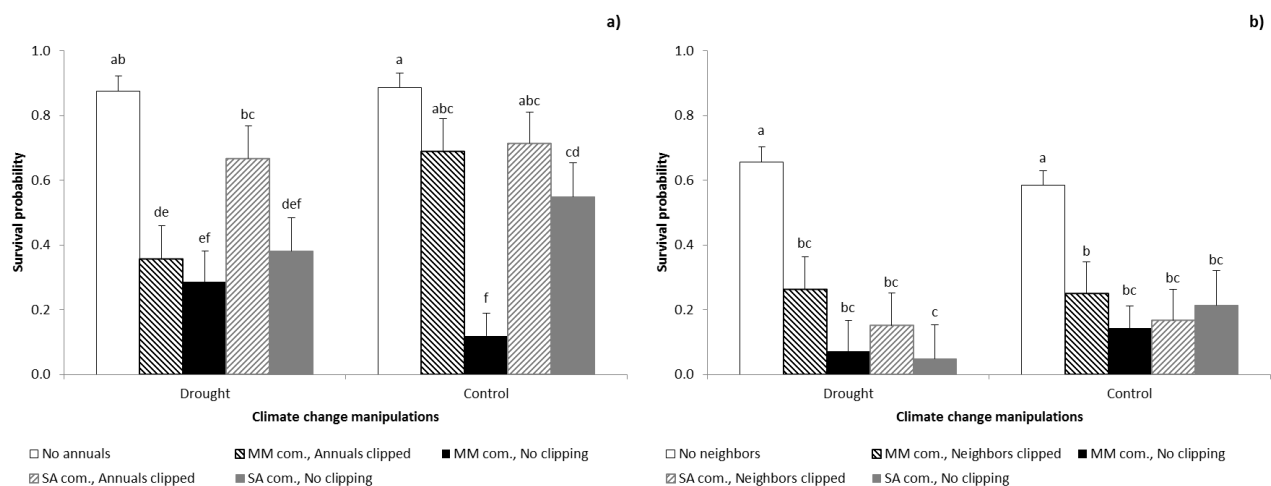 a)
Survival probability
1.0
0.8
0.6
0.4
0.2
0.0
ab
de
ef
bc
def
a
abc
f
abc
cd
Drought
Control
Climate change manipulations
No annuals
MM com., Annuals clipped
MM com., No clipping
SA com., Annuals clipped
SA com., No clipping
b)
Survival probability
1.0
0.8
0.6
0.4
0.2
0.0
a
bc
bc
bc
c
a
b
bc
bc
bc
Drought
Control
Climate change manipulations
No neighbors
MM com., Neighbors clipped
MM com., No clipping
SA com., Neighbors clipped
SA com., No clipping